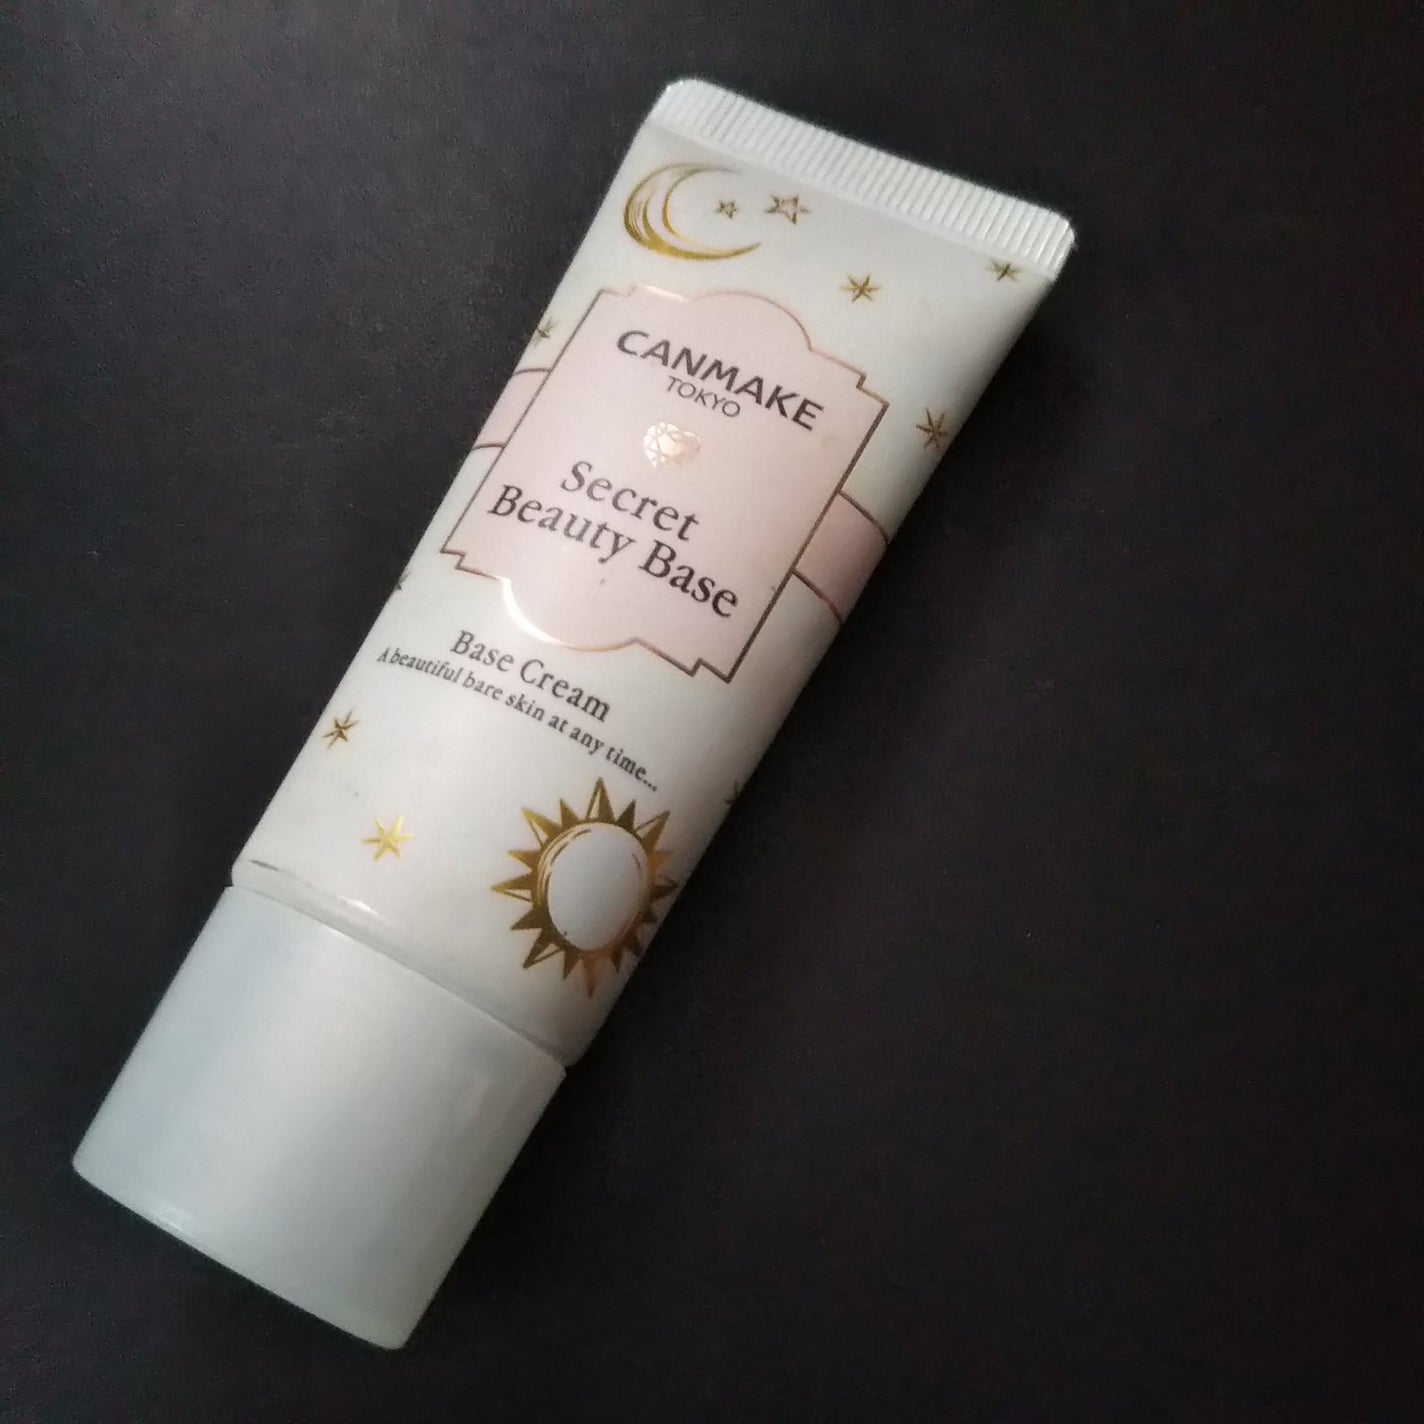 CANMAKE
TOKYO
Secret
Beauty Base
Base Cream
A beautiful bare skin at any time...